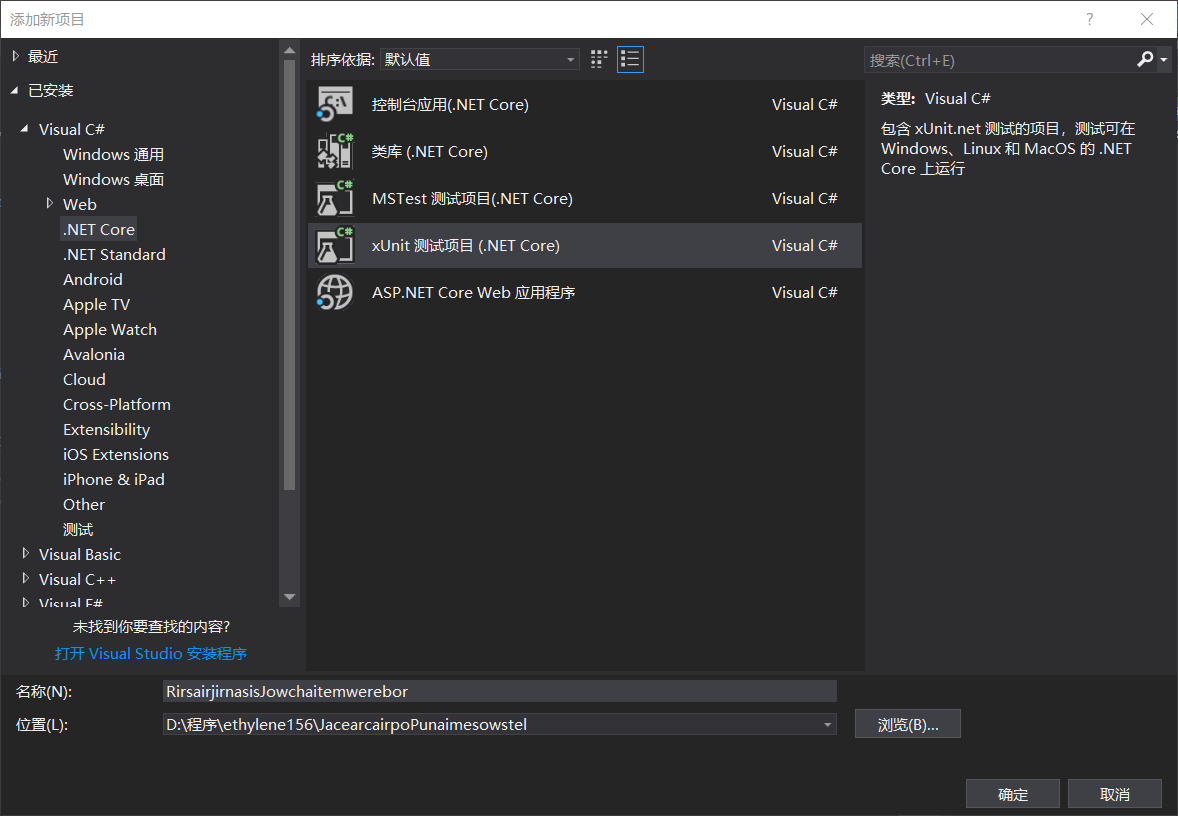 添加新项目
?
最近
已安装
Visual C#
Windows 通用
Windows 桌面
Web
.NET Core
.NET Standard
Android
Apple TV
Apple Watch
Avalonia
Cloud
Cross-Platform
Extensibility
iOS Extensions
iPhone & iPad
Other
测试
Visual Basic
Visual C++
Visual F#
未找到你要查找的内容?
打开 Visual Studio 安装程序
排序依据: 默认值
控制台应用(.NET Core) Visual C#
类库 (.NET Core) Visual C#
MSTest 测试项目(.NET Core) Visual C#
xUnit 测试项目 (.NET Core) Visual C#
ASP.NET Core Web 应用程序 Visual C#
搜索(Ctrl+E)
类型: Visual C#
包含 xUnit.net 测试的项目，测试可在
Windows、Linux 和 MacOS 的 .NET
Core 上运行
名称(N): RirsairjirnasisJowchaitemwerebor
位置(L): D:\程序\ethylene156\JacearcairpoPunaimesowstel
浏览(B)...
确定 取消